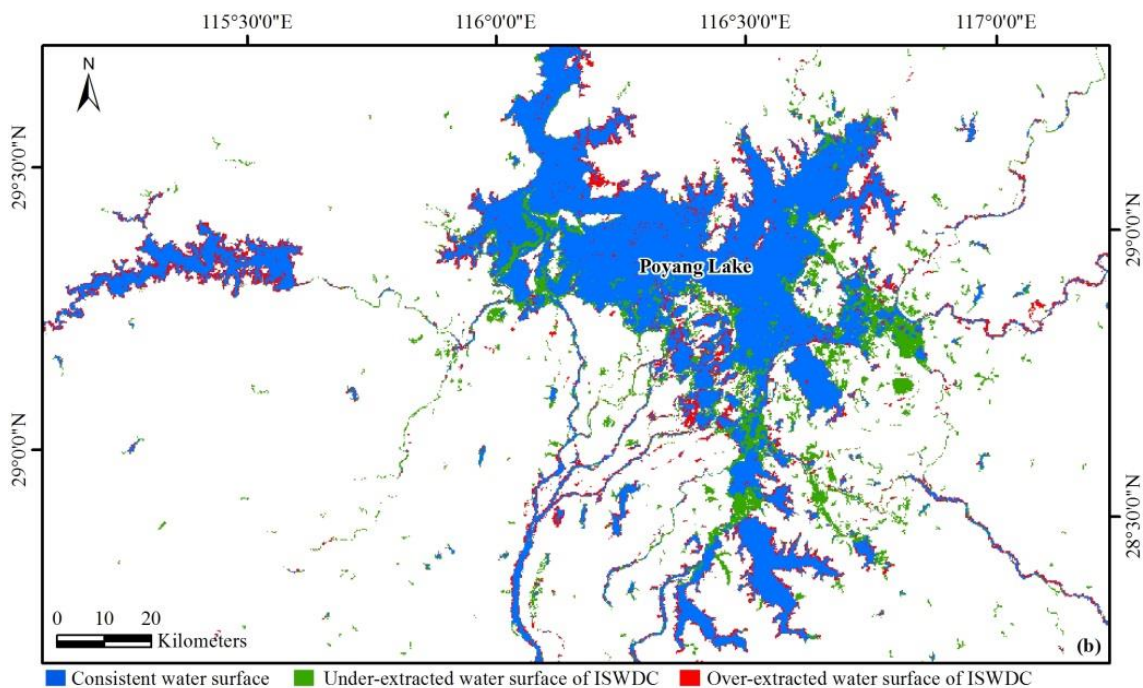 115°30'0"E 116°0'0"E 116°30'0"E 117°0'0"E
N
29°30'0"N
26°0'0"N
Poyang Lake
29°0'0"N
28°30'0"N
0 10 20
Kilometers
(b)
Consistent water surface Under-extracted water surface of ISWDC Over-extracted water surface of ISWDC